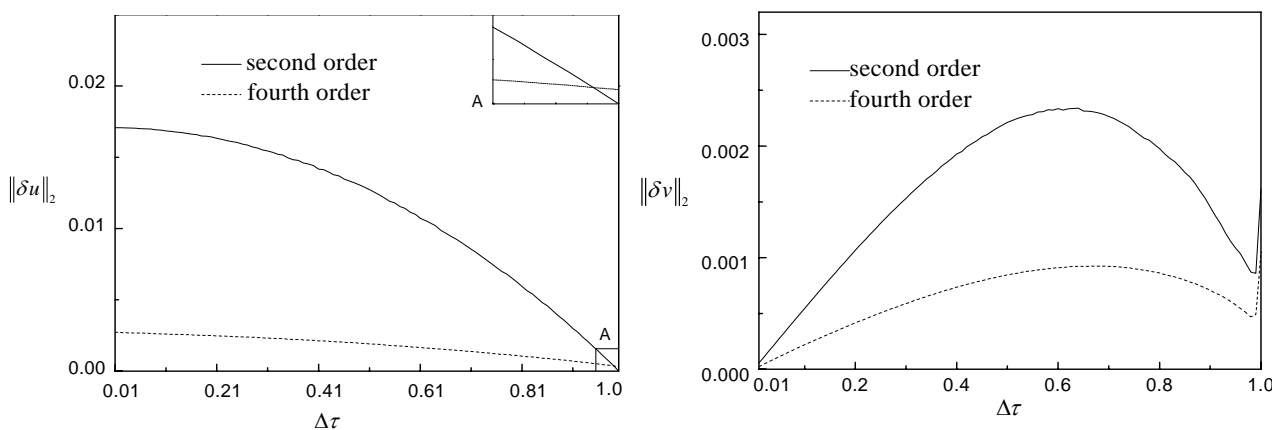 second order
fourth order
0.02
0.01
0.00
‖δu‖₂
A
A
0.01 0.21 0.41 0.61 0.81 1.0
Δτ
second order
fourth order
0.003
0.002
0.001
0.000
‖δv‖₂
0.01 0.2 0.4 0.6 0.8 1.0
Δτ